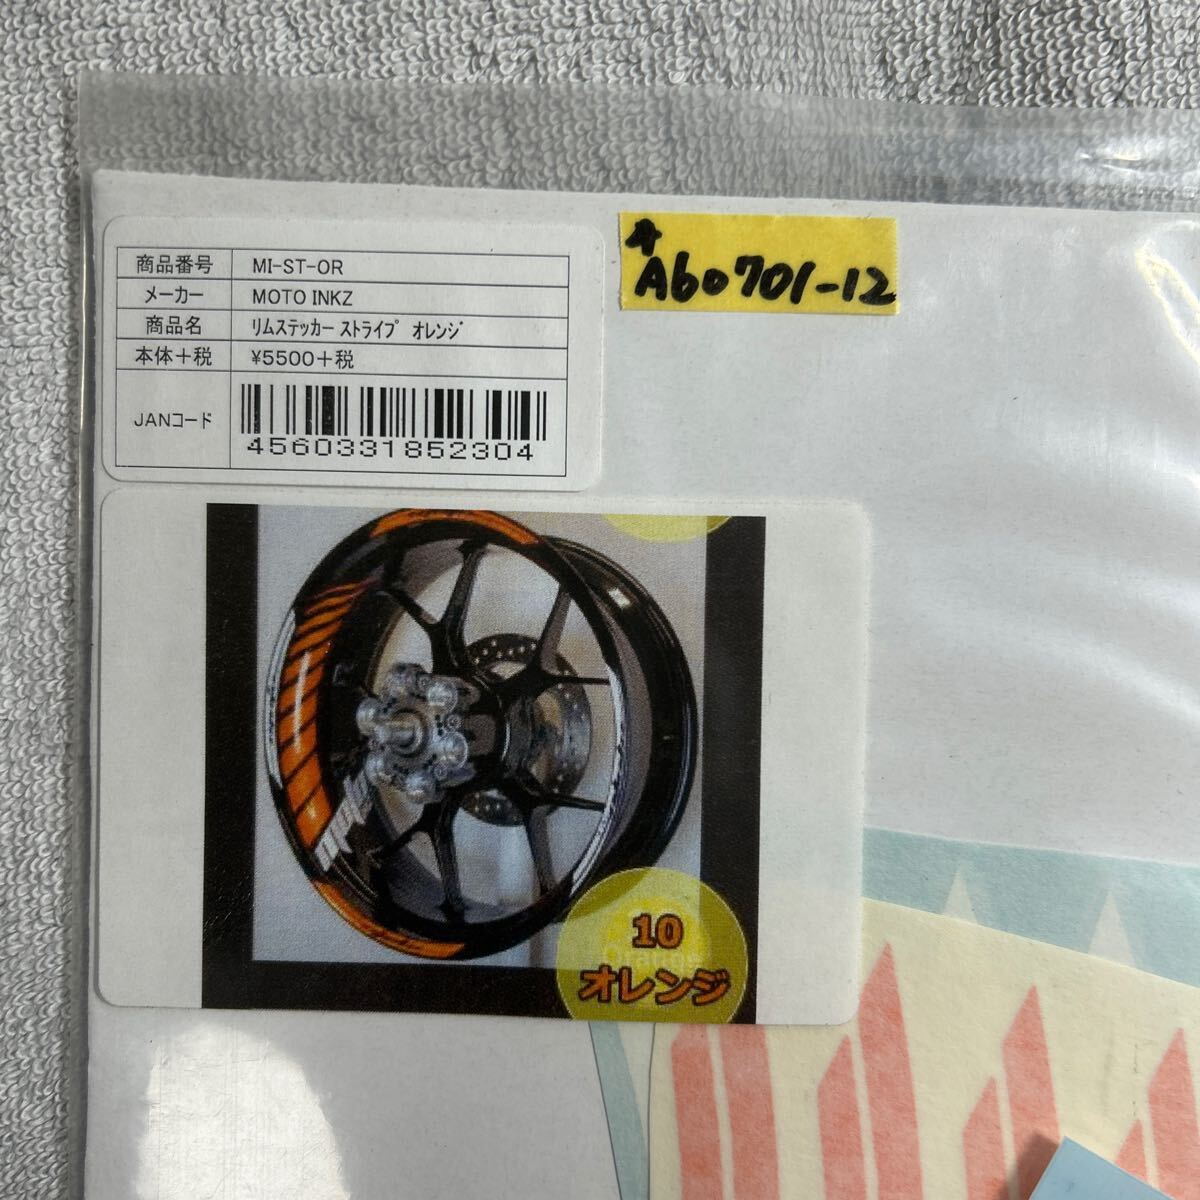 商品番号 MI-ST-OR
メーカー MOTO INKZ
商品名 ﾘﾑｽﾃｯｶｰ ｽﾄﾗｲﾌﾟ ｵﾚﾝｼﾞ
本体+税 ¥5500+税
JANコード
4560331852304
A60701-12
10
Orange
オレンジ